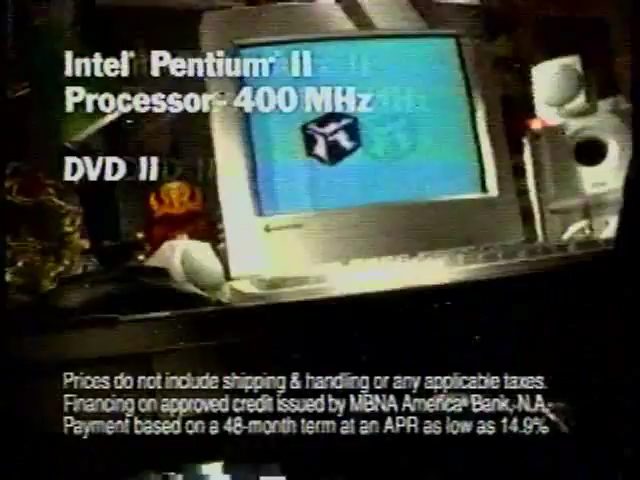 Intel® Pentium® II
Processor- 400 MHz
DVD II
Prices do not include shipping & handling or any applicable taxes.
Financing on approved credit issued by MBNA America® Bank, N.A.
Payment based on a 48-month term at an APR as low as 14.9%